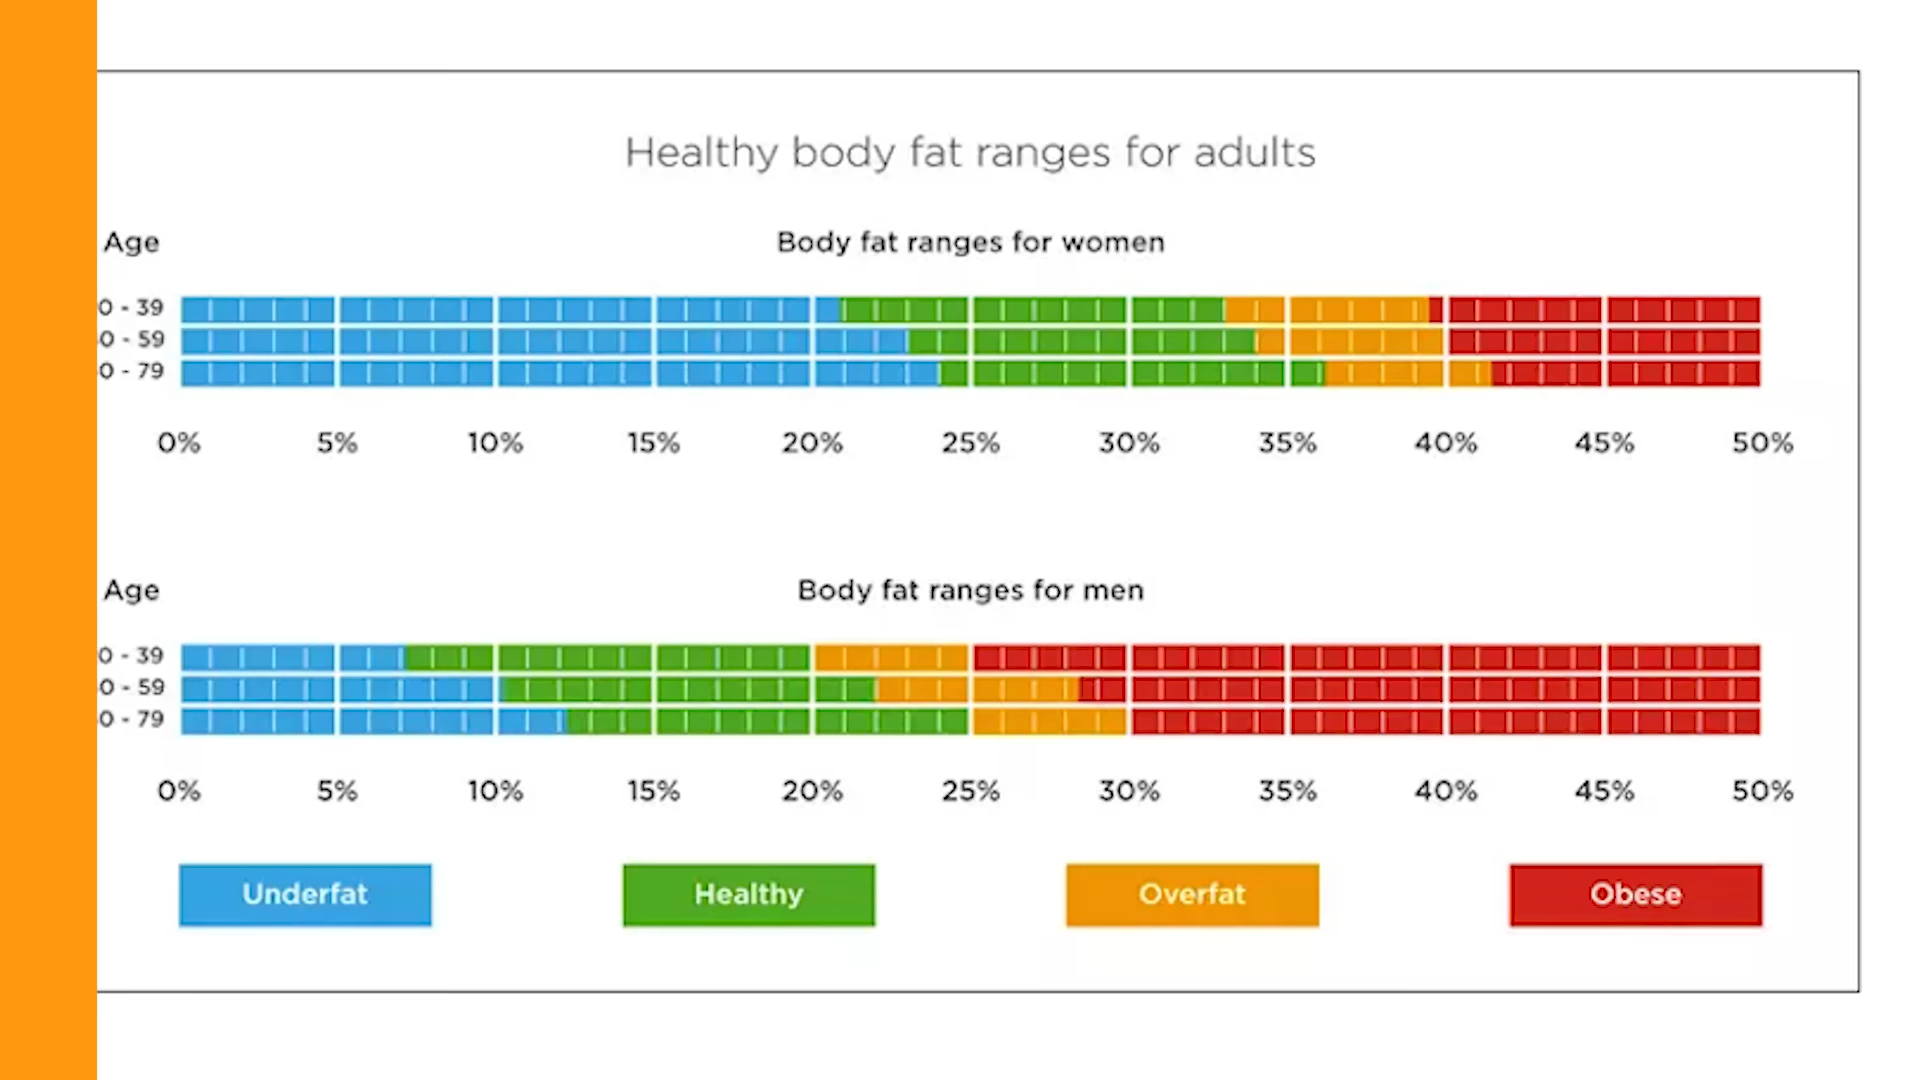 Healthy body fat ranges for adults
Age
Body fat ranges for women
0 - 39
0 - 59
0 - 79
0% 5% 10% 15% 20% 25% 30% 35% 40% 45% 50%
Age
Body fat ranges for men
0 - 39
0 - 59
0 - 79
0% 5% 10% 15% 20% 25% 30% 35% 40% 45% 50%
Underfat Healthy Overfat Obese